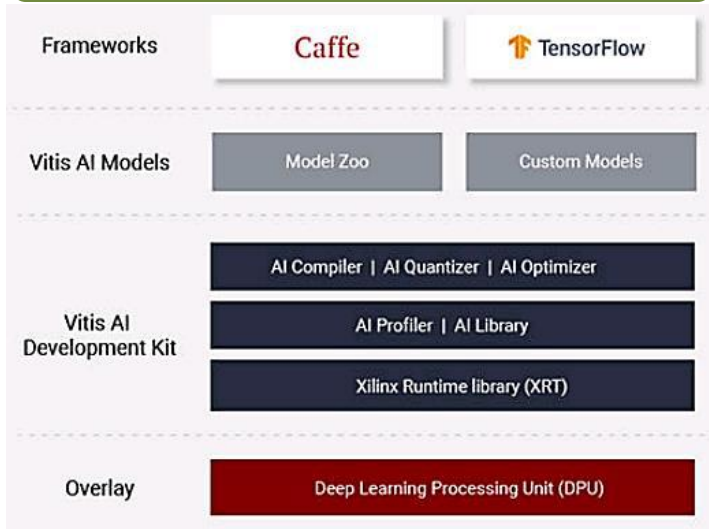 Frameworks
Caffe
TensorFlow
Vitis AI Models
Model Zoo
Custom Models
Vitis AI
Development Kit
AI Compiler | AI Quantizer | AI Optimizer
AI Profiler | AI Library
Xilinx Runtime library (XRT)
Overlay
Deep Learning Processing Unit (DPU)